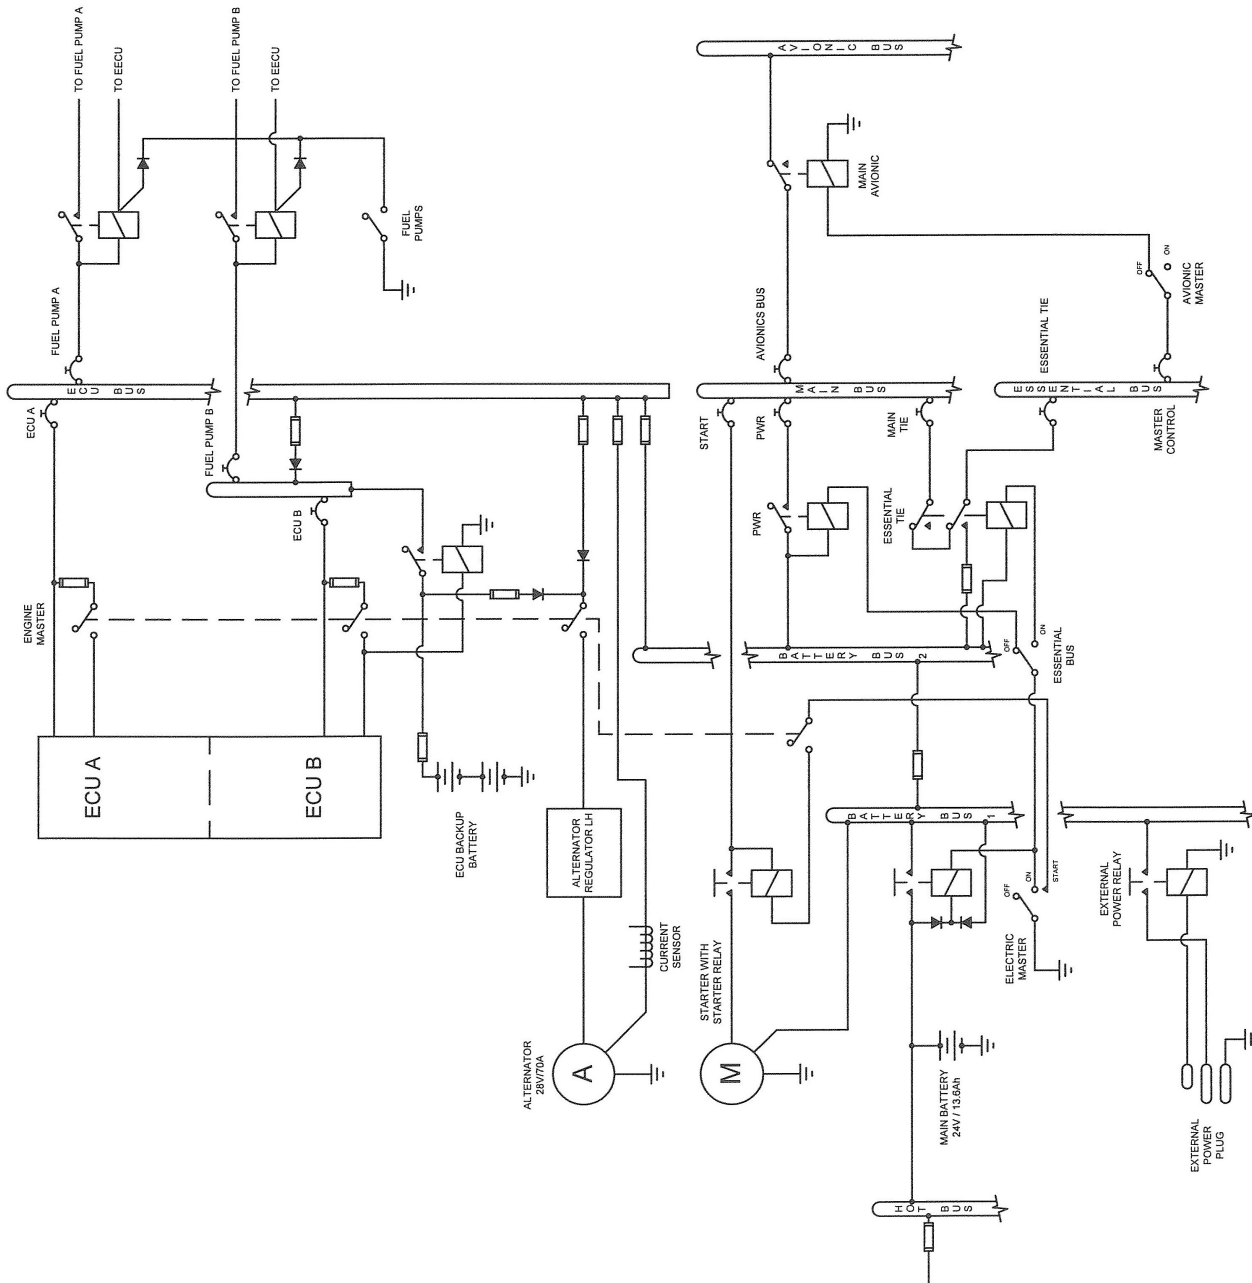 TO FUEL PUMP A
TO EECU
TO FUEL PUMP B
TO EECU
AVIONIC BUS
MAIN
AVIONIC
FUEL
PUMPS
FUEL PUMP A
OFF
ON
AVIONIC
MASTER
ECU BUS
ECU A
FUEL PUMP B
AVIONICS BUS
MAIN BUS
ESSENTIAL TIE
ESSENTIAL BUS
START
PWR
MAIN
TIE
MASTER
CONTROL
ECU B
PWR
ESSENTIAL
TIE
ENGINE
MASTER
BATTERY BUS 2
OFF
ON
ESSENTIAL
BUS
ECU A
ECU B
ECU BACKUP
BATTERY
ALTERNATOR
REGULATOR LH
BATTERY BUS 1
OFF
ON
START
ELECTRIC
MASTER
EXTERNAL
POWER RELAY
CURRENT
SENSOR
STARTER WITH
STARTER RELAY
ALTERNATOR
28V/70A
A
M
MAIN BATTERY
24V / 13.6Ah
EXTERNAL
POWER
PLUG
HOT BUS